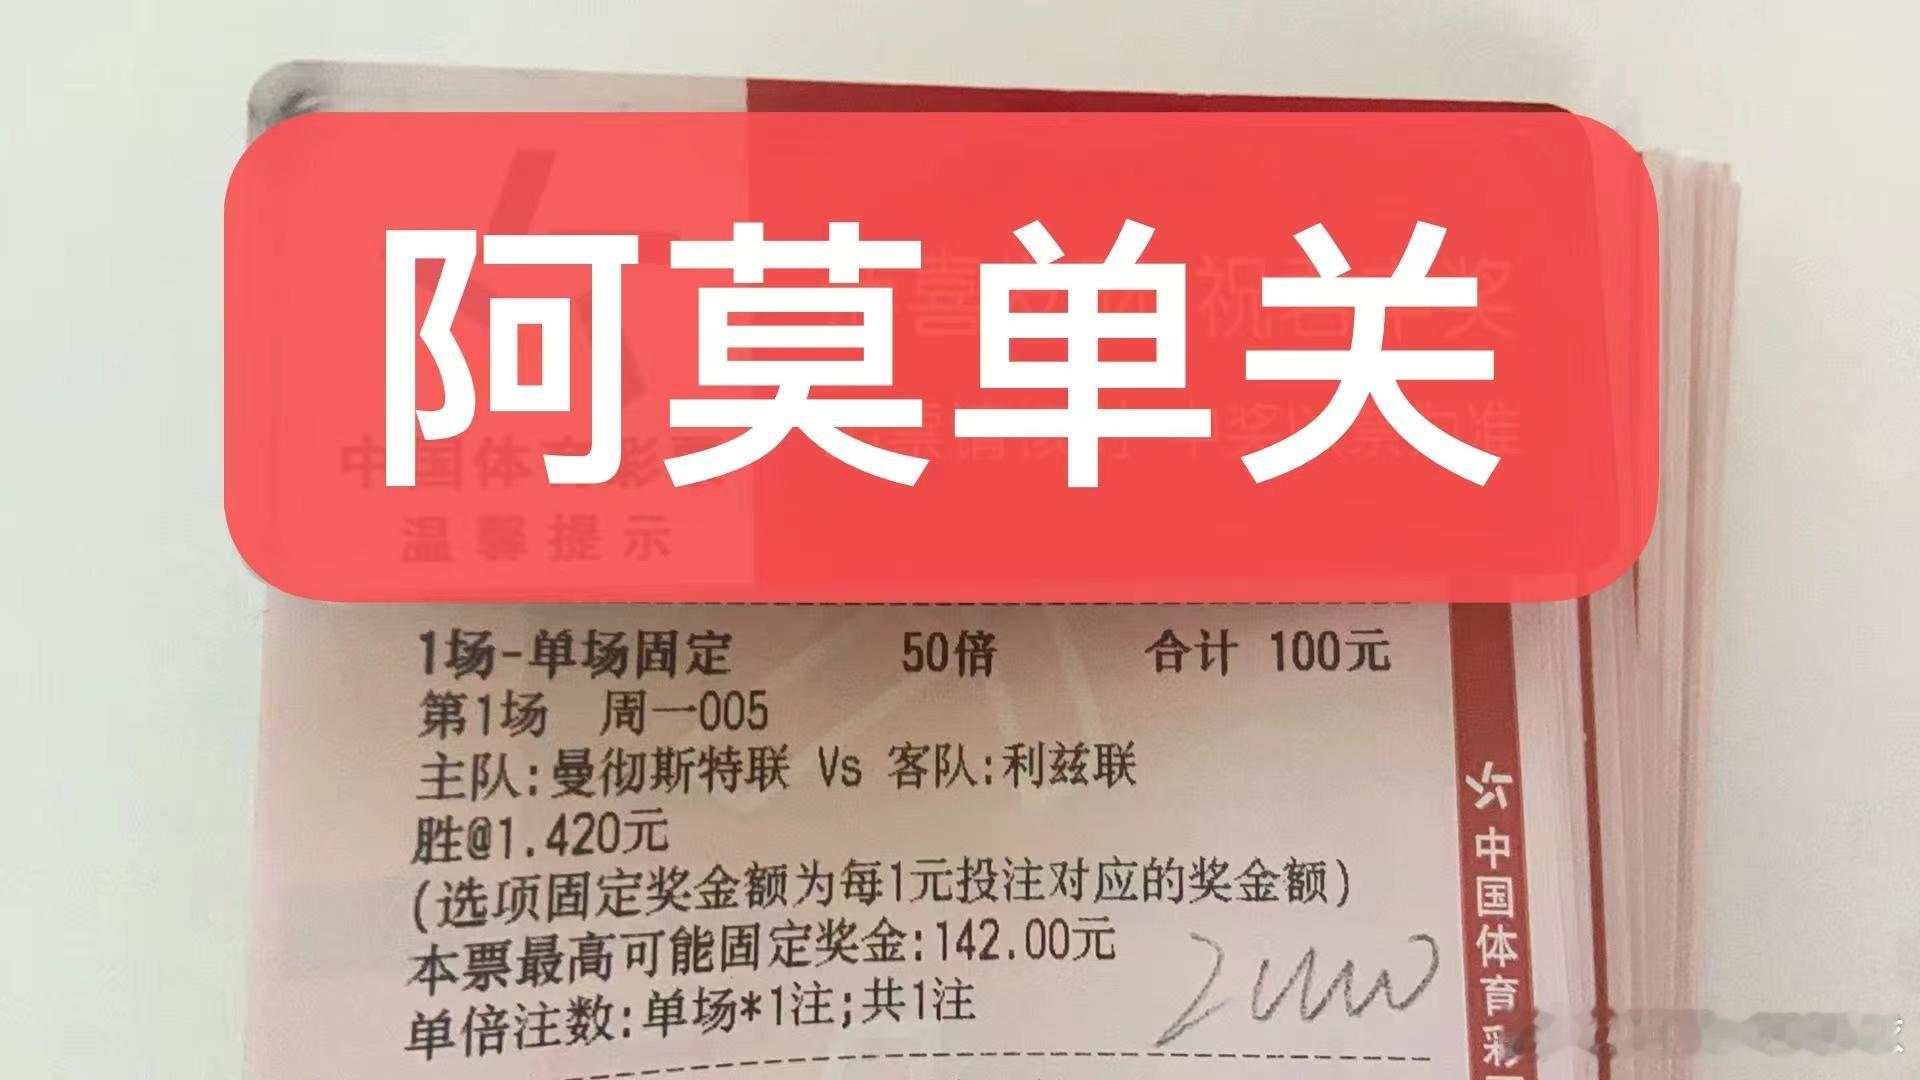 阿莫单关
中国体育彩票
温馨提示
1场-单场固定 50倍 合计 100元
第1场 周一005
主队:曼彻斯特联 Vs 客队:利兹联
胜@1.420元
(选项固定奖金额为每1元投注对应的奖金额)
本票最高可能固定奖金:142.00元
单倍注数:单场*1注;共1注
中国体育彩